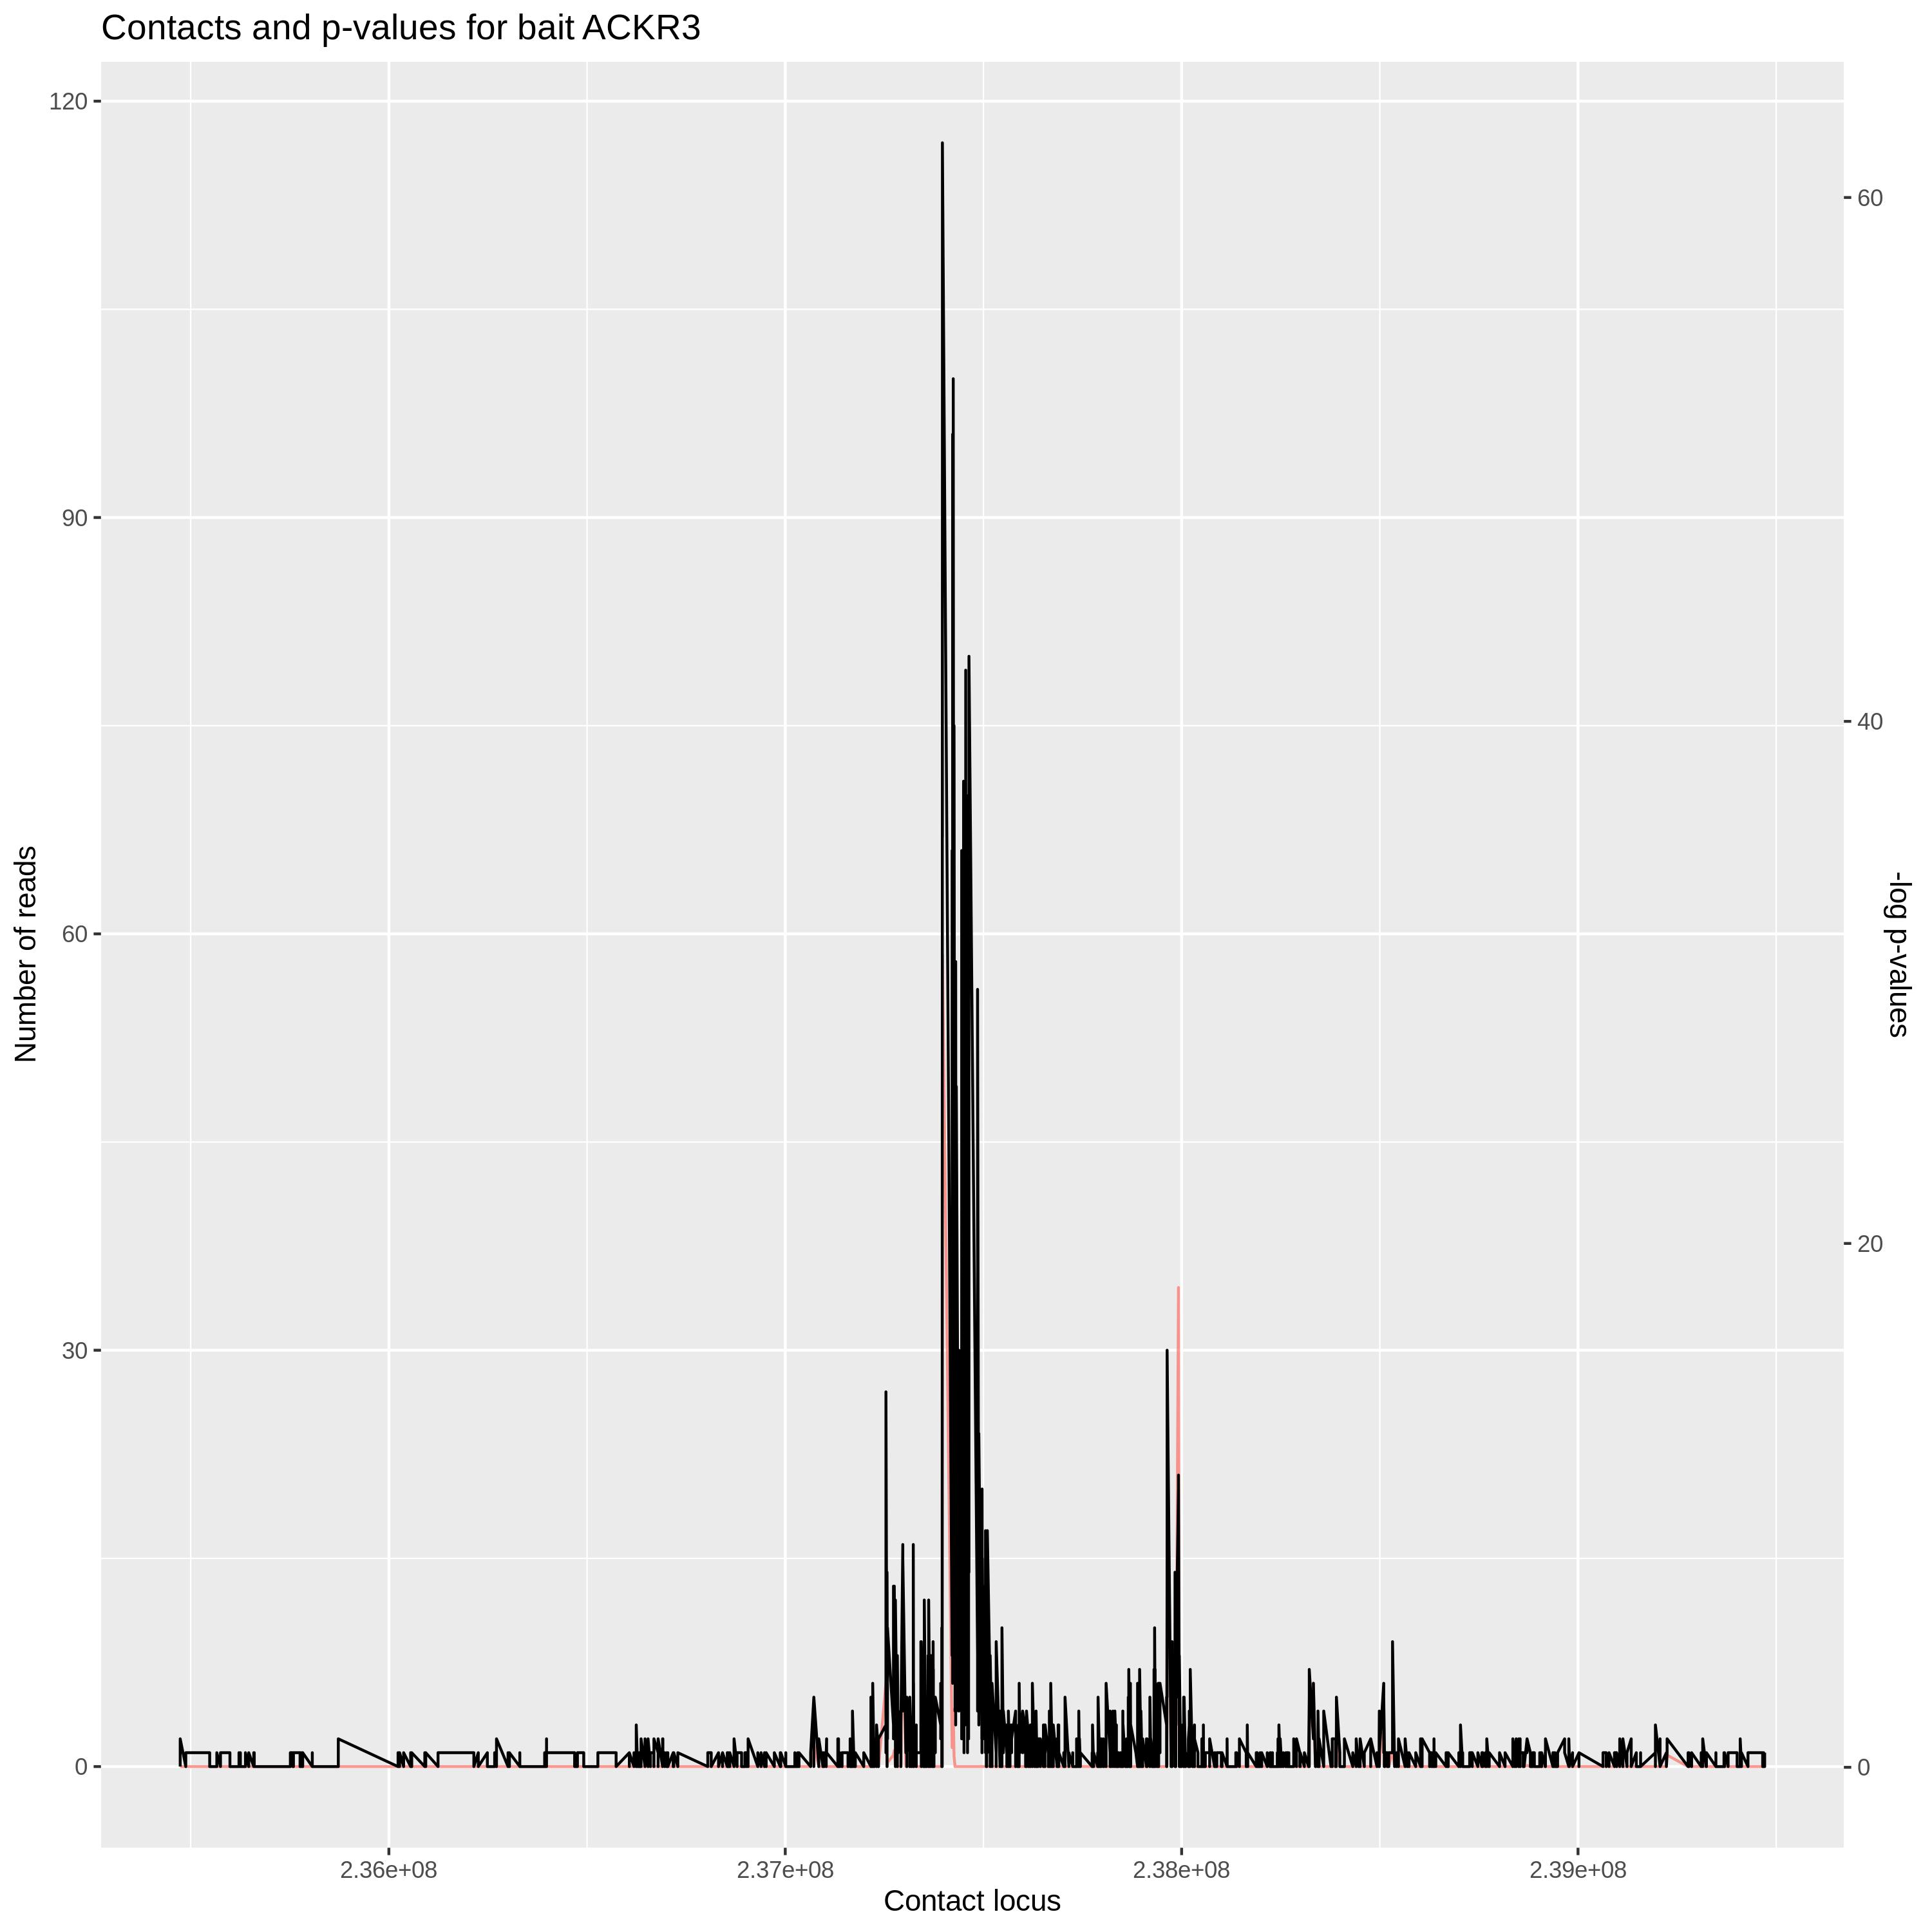 Contacts and p-values for bait ACKR3
120
90
60
30
0
Number of reads
60
40
20
0
-log p-values
2.36e+08
2.37e+08
2.38e+08
2.39e+08
Contact locus